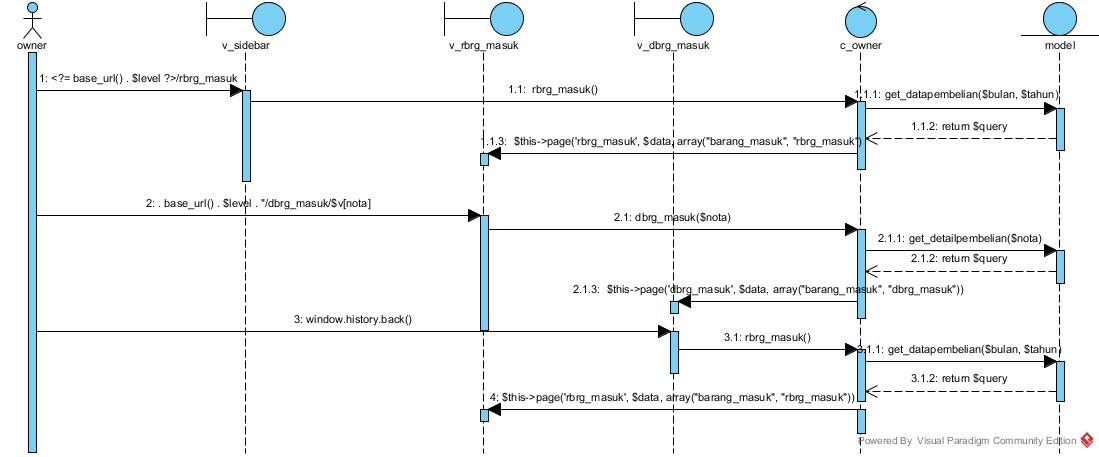 owner
v_sidebar
v_rbrg_masuk
v_dbrg_masuk
c_owner
model
1: <?= base_url() . $level ?>/rbrg_masuk
1.1: rbrg_masuk()
1.1.1: get_datapembelian($bulan, $tahun)
1.1.2: return $query
1.1.3: $this->page('rbrg_masuk', $data, array("barang_masuk", "rbrg_masuk")
2: . base_url() . $level . "/dbrg_masuk/$v[nota]
2.1: dbrg_masuk($nota)
2.1.1: get_detailpembelian($nota)
2.1.2: return $query
2.1.3: $this->page('dbrg_masuk', $data, array("barang_masuk", "dbrg_masuk"))
3: window.history.back()
3.1: rbrg_masuk()
3.1.1: get_datapembelian($bulan, $tahun)
3.1.2: return $query
4: $this->page('rbrg_masuk', $data, array("barang_masuk", "rbrg_masuk"))
Powered By Visual Paradigm Community Edition